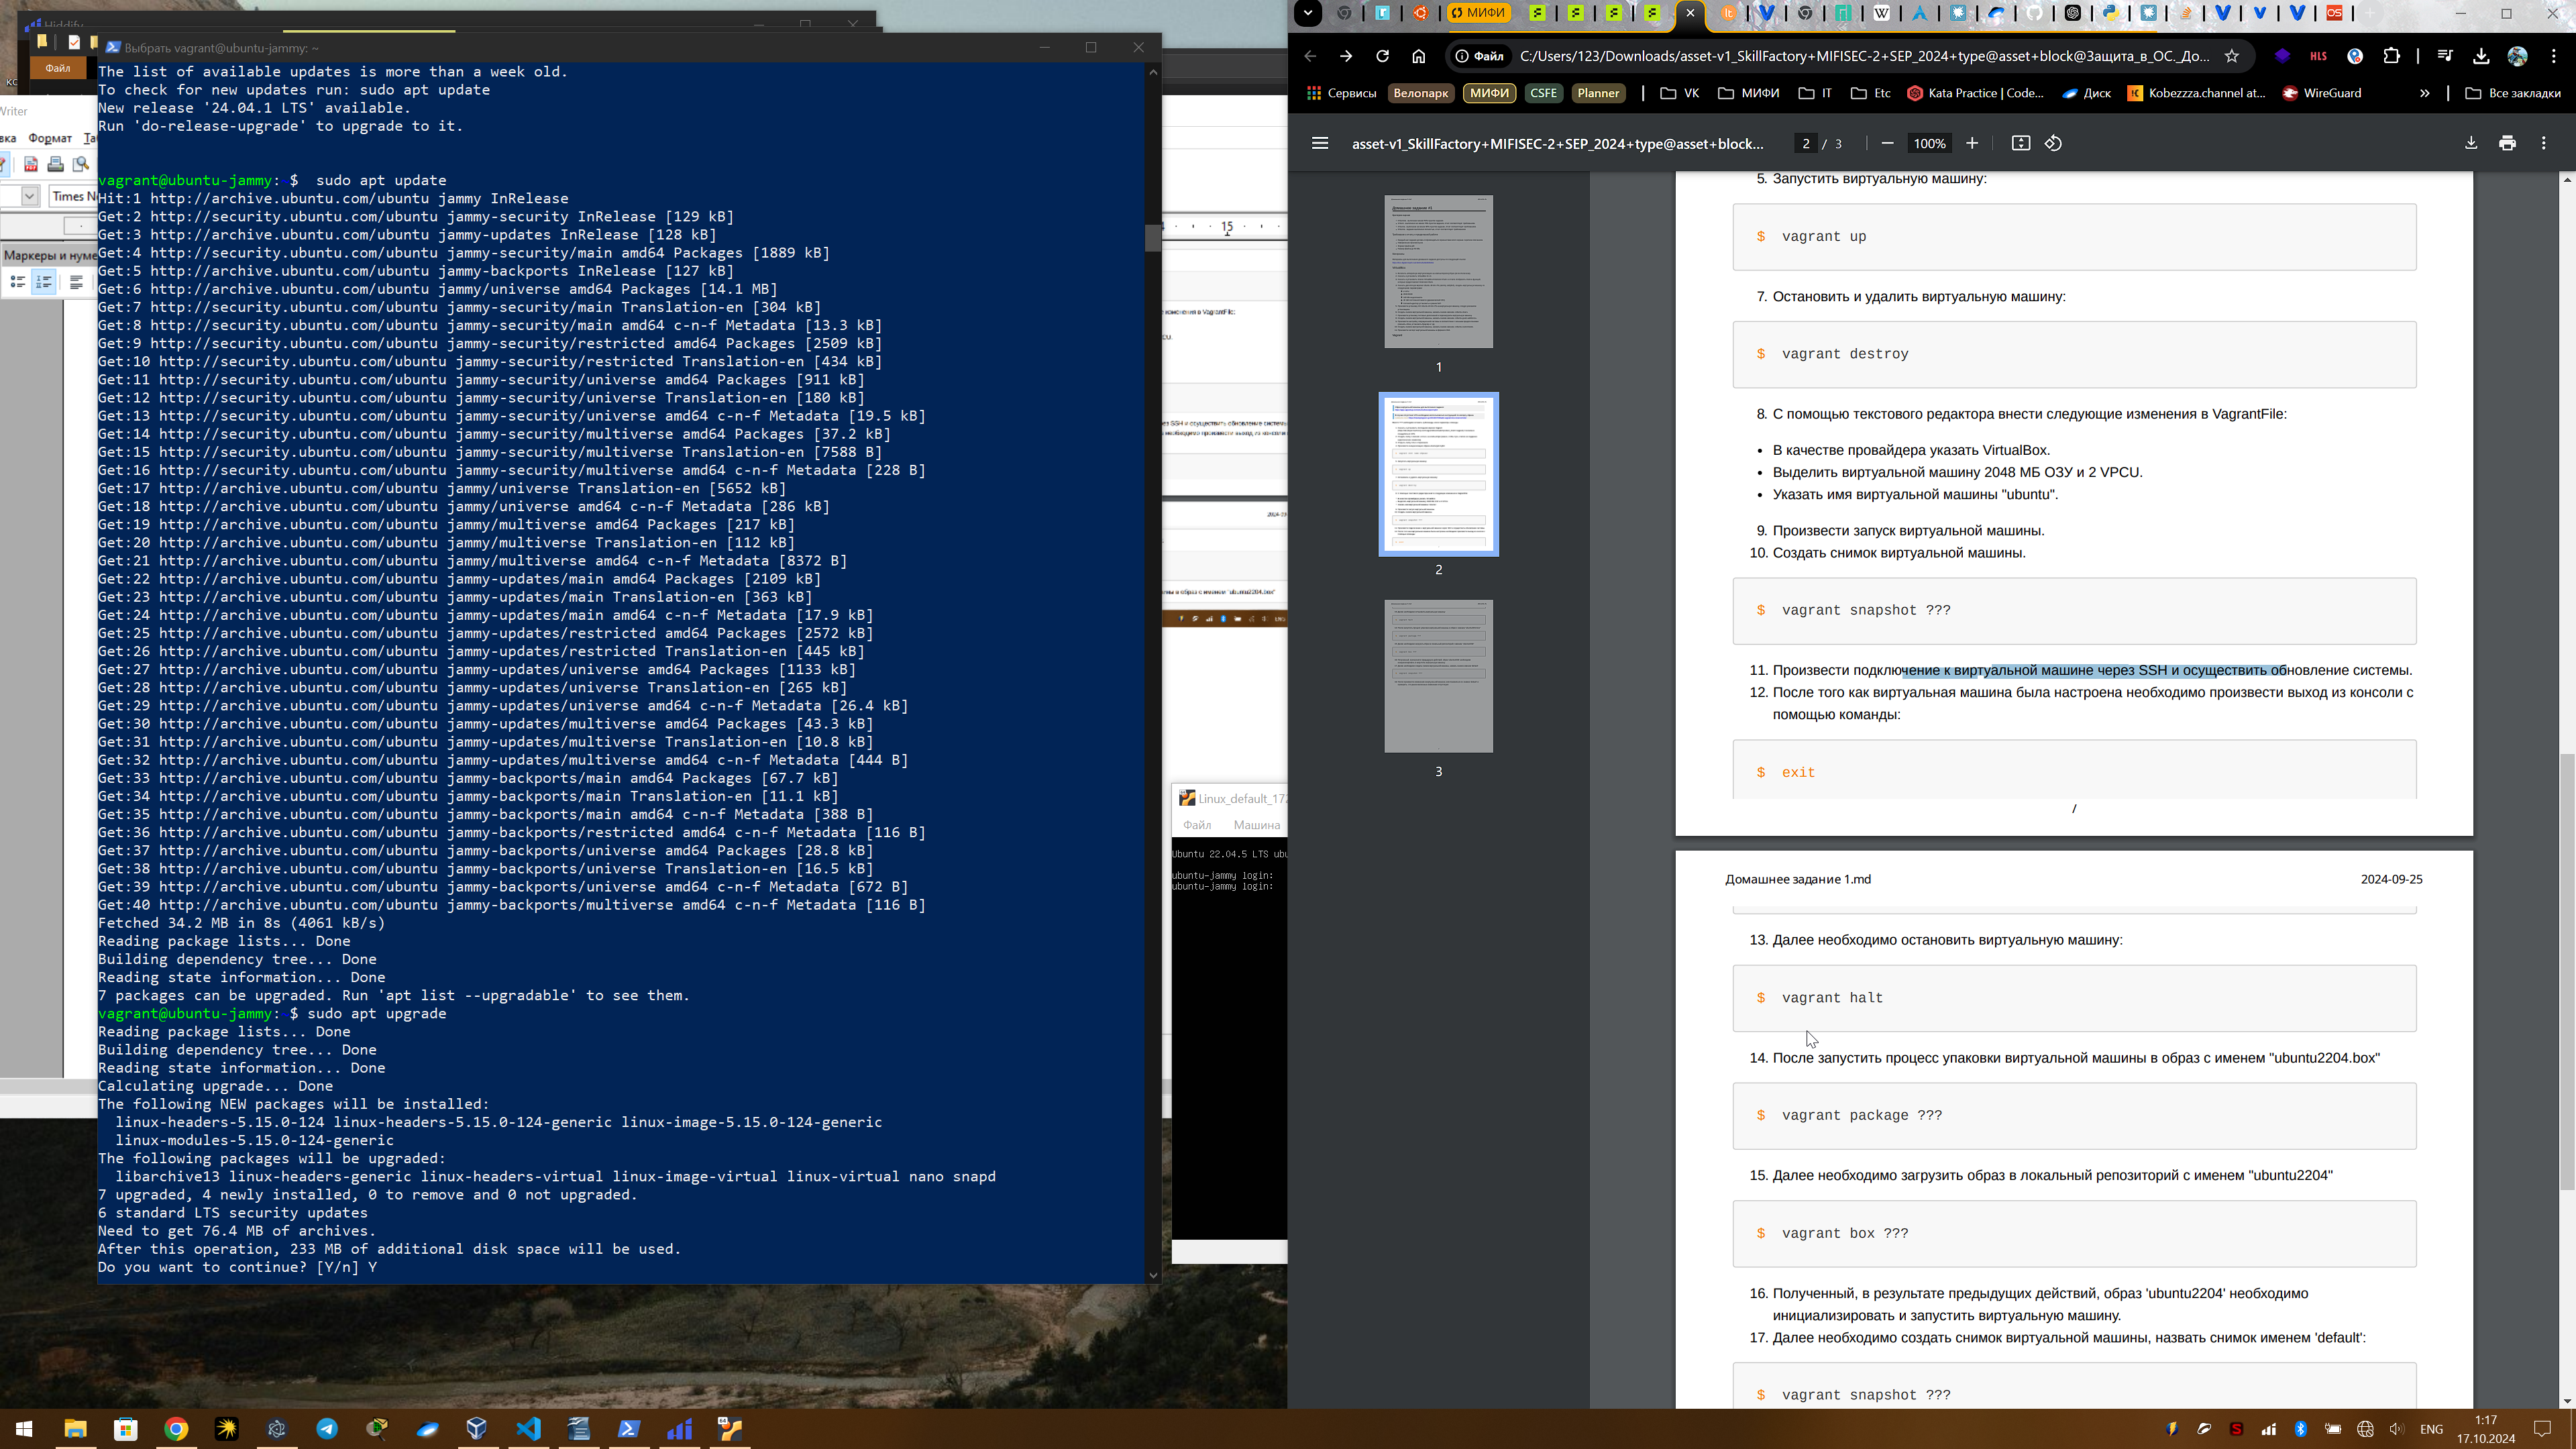 Hiddify
Файл
Writer
вка Формат Та
Times N
Маркеры и нуме
Выбрать vagrant@ubuntu-jammy: ~
The list of available updates is more than a week old.
To check for new updates run: sudo apt update
New release '24.04.1 LTS' available.
Run 'do-release-upgrade' to upgrade to it.
vagrant@ubuntu-jammy:~$  sudo apt update
Hit:1 http://archive.ubuntu.com/ubuntu jammy InRelease
Get:2 http://security.ubuntu.com/ubuntu jammy-security InRelease [129 kB]
Get:3 http://archive.ubuntu.com/ubuntu jammy-updates InRelease [128 kB]
Get:4 http://security.ubuntu.com/ubuntu jammy-security/main amd64 Packages [1889 kB]
Get:5 http://archive.ubuntu.com/ubuntu jammy-backports InRelease [127 kB]
Get:6 http://archive.ubuntu.com/ubuntu jammy/universe amd64 Packages [14.1 MB]
Get:7 http://security.ubuntu.com/ubuntu jammy-security/main Translation-en [304 kB]
Get:8 http://security.ubuntu.com/ubuntu jammy-security/main amd64 c-n-f Metadata [13.3 kB]
Get:9 http://security.ubuntu.com/ubuntu jammy-security/restricted amd64 Packages [2509 kB]
Get:10 http://security.ubuntu.com/ubuntu jammy-security/restricted Translation-en [434 kB]
Get:11 http://security.ubuntu.com/ubuntu jammy-security/universe amd64 Packages [911 kB]
Get:12 http://security.ubuntu.com/ubuntu jammy-security/universe Translation-en [180 kB]
Get:13 http://security.ubuntu.com/ubuntu jammy-security/universe amd64 c-n-f Metadata [19.5 kB]
Get:14 http://security.ubuntu.com/ubuntu jammy-security/multiverse amd64 Packages [37.2 kB]
Get:15 http://security.ubuntu.com/ubuntu jammy-security/multiverse Translation-en [7588 B]
Get:16 http://security.ubuntu.com/ubuntu jammy-security/multiverse amd64 c-n-f Metadata [228 B]
Get:17 http://archive.ubuntu.com/ubuntu jammy/universe Translation-en [5652 kB]
Get:18 http://archive.ubuntu.com/ubuntu jammy/universe amd64 c-n-f Metadata [286 kB]
Get:19 http://archive.ubuntu.com/ubuntu jammy/multiverse amd64 Packages [217 kB]
Get:20 http://archive.ubuntu.com/ubuntu jammy/multiverse Translation-en [112 kB]
Get:21 http://archive.ubuntu.com/ubuntu jammy/multiverse amd64 c-n-f Metadata [8372 B]
Get:22 http://archive.ubuntu.com/ubuntu jammy-updates/main amd64 Packages [2109 kB]
Get:23 http://archive.ubuntu.com/ubuntu jammy-updates/main Translation-en [363 kB]
Get:24 http://archive.ubuntu.com/ubuntu jammy-updates/main amd64 c-n-f Metadata [17.9 kB]
Get:25 http://archive.ubuntu.com/ubuntu jammy-updates/restricted amd64 Packages [2572 kB]
Get:26 http://archive.ubuntu.com/ubuntu jammy-updates/restricted Translation-en [445 kB]
Get:27 http://archive.ubuntu.com/ubuntu jammy-updates/universe amd64 Packages [1133 kB]
Get:28 http://archive.ubuntu.com/ubuntu jammy-updates/universe Translation-en [265 kB]
Get:29 http://archive.ubuntu.com/ubuntu jammy-updates/universe amd64 c-n-f Metadata [26.4 kB]
Get:30 http://archive.ubuntu.com/ubuntu jammy-updates/multiverse amd64 Packages [43.3 kB]
Get:31 http://archive.ubuntu.com/ubuntu jammy-updates/multiverse Translation-en [10.8 kB]
Get:32 http://archive.ubuntu.com/ubuntu jammy-updates/multiverse amd64 c-n-f Metadata [444 B]
Get:33 http://archive.ubuntu.com/ubuntu jammy-backports/main amd64 Packages [67.7 kB]
Get:34 http://archive.ubuntu.com/ubuntu jammy-backports/main Translation-en [11.1 kB]
Get:35 http://archive.ubuntu.com/ubuntu jammy-backports/main amd64 c-n-f Metadata [388 B]
Get:36 http://archive.ubuntu.com/ubuntu jammy-backports/restricted amd64 c-n-f Metadata [116 B]
Get:37 http://archive.ubuntu.com/ubuntu jammy-backports/universe amd64 Packages [28.8 kB]
Get:38 http://archive.ubuntu.com/ubuntu jammy-backports/universe Translation-en [16.5 kB]
Get:39 http://archive.ubuntu.com/ubuntu jammy-backports/universe amd64 c-n-f Metadata [672 B]
Get:40 http://archive.ubuntu.com/ubuntu jammy-backports/multiverse amd64 c-n-f Metadata [116 B]
Fetched 34.2 MB in 8s (4061 kB/s)
Reading package lists... Done
Building dependency tree... Done
Reading state information... Done
7 packages can be upgraded. Run 'apt list --upgradable' to see them.
vagrant@ubuntu-jammy:~$ sudo apt upgrade
Reading package lists... Done
Building dependency tree... Done
Reading state information... Done
Calculating upgrade... Done
The following NEW packages will be installed:
  linux-headers-5.15.0-124 linux-headers-5.15.0-124-generic linux-image-5.15.0-124-generic
  linux-modules-5.15.0-124-generic
The following packages will be upgraded:
  libarchive13 linux-headers-generic linux-headers-virtual linux-image-virtual linux-virtual nano snapd
7 upgraded, 4 newly installed, 0 to remove and 0 not upgraded.
6 standard LTS security updates
Need to get 76.4 MB of archives.
After this operation, 233 MB of additional disk space will be used.
Do you want to continue? [Y/n] Y
15
изменения в VagrantFile:
рез SSH и осуществить обновление систем
необходимо произвести выход из консоли
ны в образ с именем "ubuntu2204.box"
Linux_default_172
Файл Машина
Ubuntu 22.04.5 LTS ubu
ubuntu-jammy login:
ubuntu-jammy login:
МИФИ
Файл C:/Users/123/Downloads/asset-v1_SkillFactory+MIFISEC-2+SEP_2024+type@asset+block@Защита_в_ОС._До...
HLS
Сервисы Велопарк МИФИ CSFE Planner VK МИФИ IT Etc Kata Practice | Code... Диск Kobezzza.channel at... WireGuard » Все закладки
asset-v1_SkillFactory+MIFISEC-2+SEP_2024+type@asset+block... 2 / 3 100%
1
2
3
5. Запустить виртуальную машину:
$ vagrant up
7. Остановить и удалить виртуальную машину:
$ vagrant destroy
8. С помощью текстового редактора внести следующие изменения в VagrantFile:
• В качестве провайдера указать VirtualBox.
• Выделить виртуальной машину 2048 МБ ОЗУ и 2 VPCU.
• Указать имя виртуальной машины "ubuntu".
9. Произвести запуск виртуальной машины.
10. Создать снимок виртуальной машины.
$ vagrant snapshot ???
11. Произвести подключение к виртуальной машине через SSH и осуществить обновление системы.
12. После того как виртуальная машина была настроена необходимо произвести выход из консоли с
помощью команды:
$ exit
/
Домашнее задание 1.md 2024-09-25
13. Далее необходимо остановить виртуальную машину:
$ vagrant halt
14. После запустить процесс упаковки виртуальной машины в образ с именем "ubuntu2204.box"
$ vagrant package ???
15. Далее необходимо загрузить образ в локальный репозиторий с именем "ubuntu2204"
$ vagrant box ???
16. Полученный, в результате предыдущих действий, образ 'ubuntu2204' необходимо
инициализировать и запустить виртуальную машину.
17. Далее необходимо создать снимок виртуальной машины, назвать снимок именем 'default':
$ vagrant snapshot ???
ENG
1:17
17.10.2024